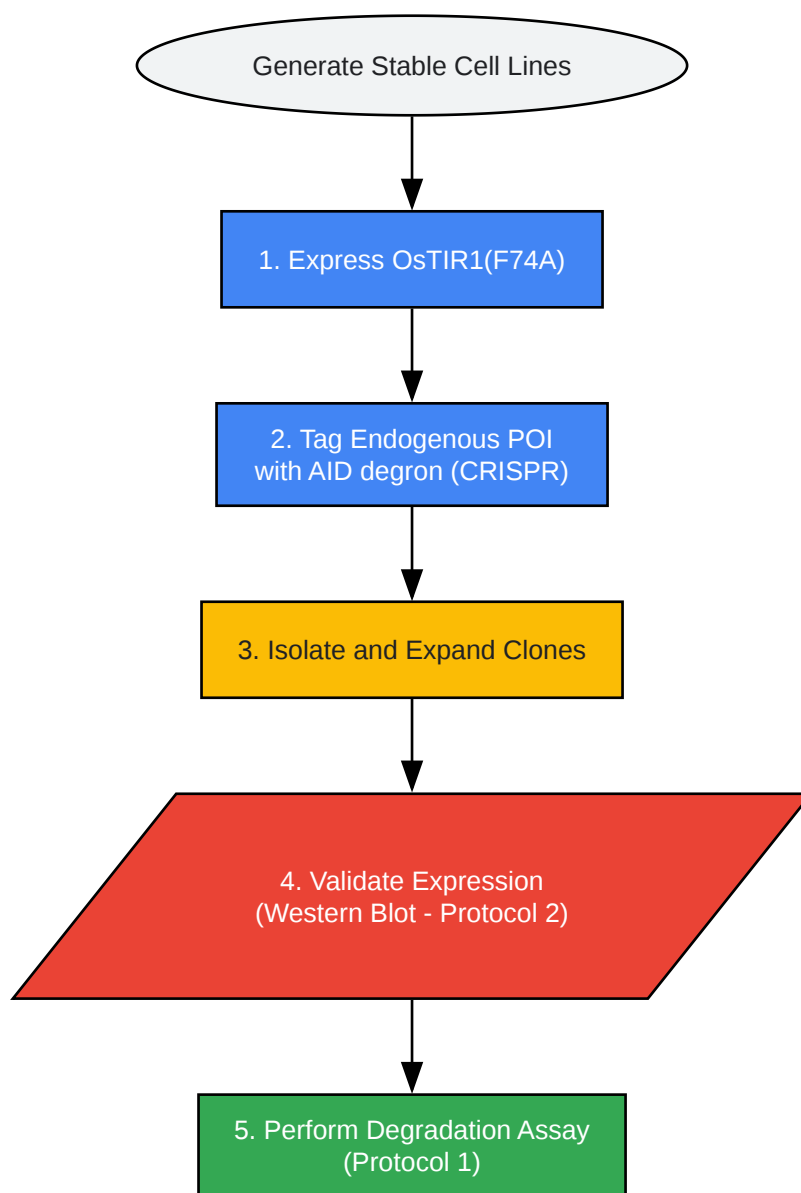 Generate Stable Cell Lines
1. Express OsTIR1(F74A)
2. Tag Endogenous POI
with AID degron (CRISPR)
3. Isolate and Expand Clones
4. Validate Expression
(Western Blot - Protocol 2)
5. Perform Degradation Assay
(Protocol 1)